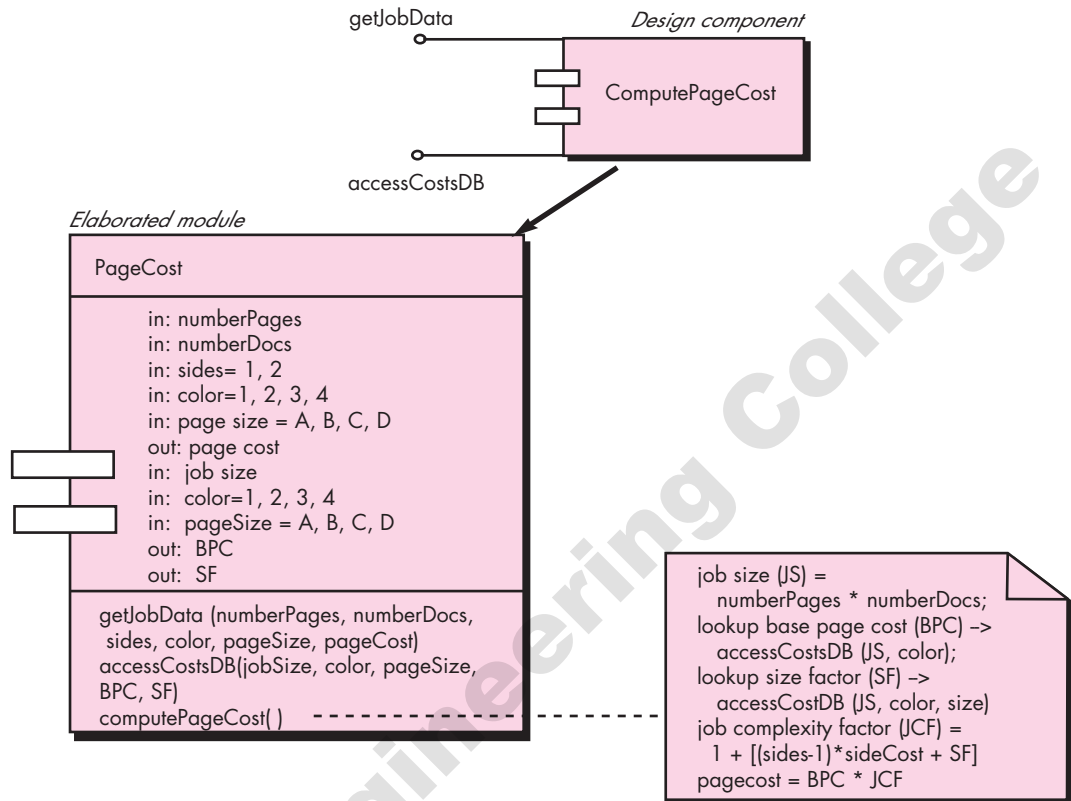 getJobData
Design component
ComputePageCost
accessCostsDB
Elaborated module
PageCost
in: numberPages
in: numberDocs
in: sides= 1, 2
in: color=1, 2, 3, 4
in: page size = A, B, C, D
out: page cost
in: job size
in: color=1, 2, 3, 4
in: pageSize = A, B, C, D
out: BPC
out: SF
getJobData (numberPages, numberDocs,
sides, color, pageSize, pageCost)
accessCostsDB(jobSize, color, pageSize,
BPC, SF)
computePageCost( )
job size (JS) =
numberPages * numberDocs;
lookup base page cost (BPC) –>
accessCostsDB (JS, color);
lookup size factor (SF) –>
accessCostDB (JS, color, size)
job complexity factor (JCF) =
1 + [(sides-1)*sideCost + SF]
pagecost = BPC * JCF
gineering College